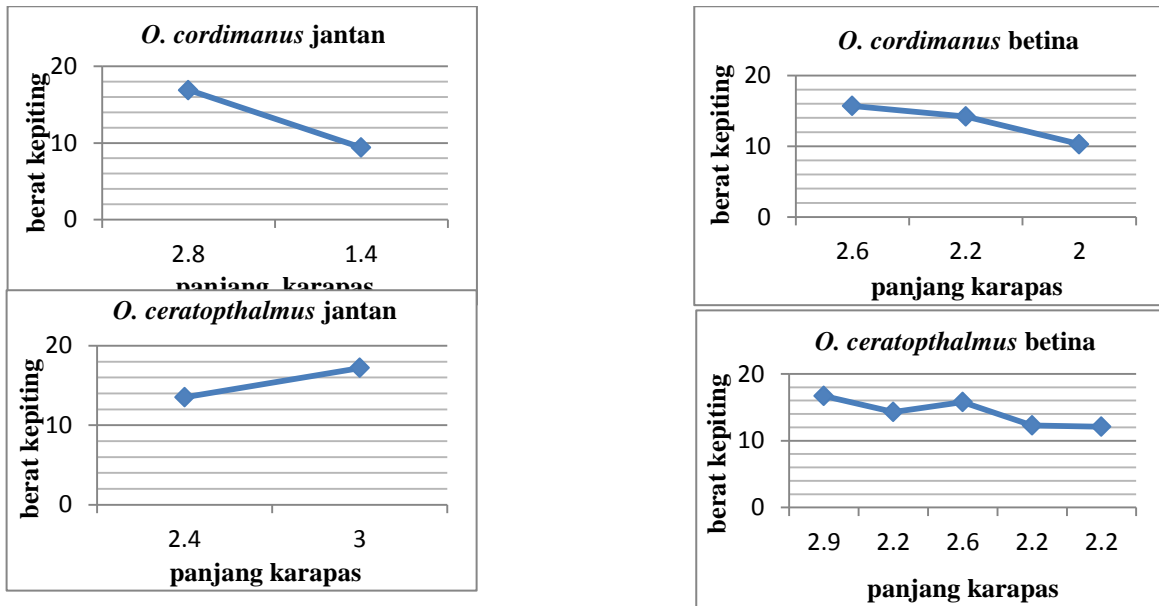 O. cordimanus jantan
berat kepiting
20
10
0
2.8 1.4
panjang karapas
O. cordimanus betina
berat kepiting
20
10
0
2.6 2.2 2
panjang karapas
O. ceratopthalmus jantan
berat kepiting
20
10
0
2.4 3
panjang karapas
O. ceratopthalmus betina
berat kepiting
20
10
0
2.9 2.2 2.6 2.2 2.2
panjang karapas